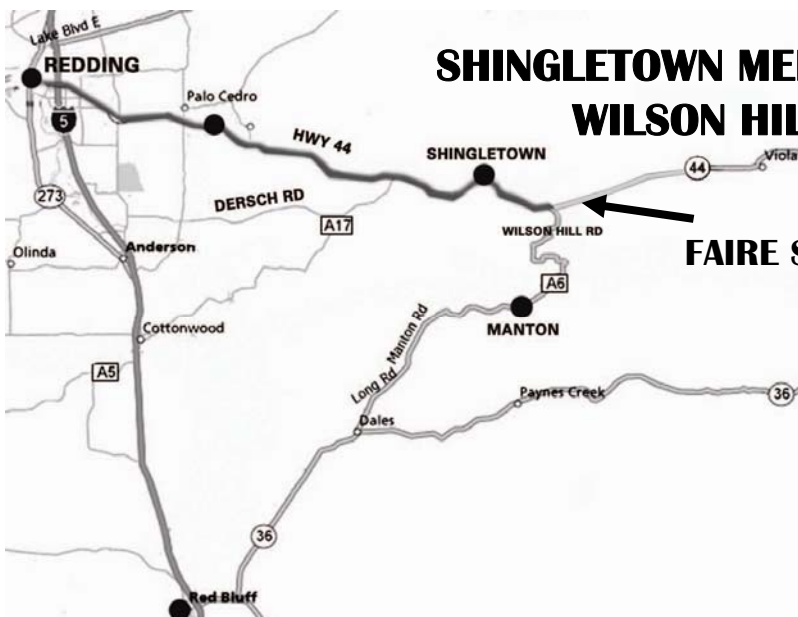 Lake Blvd E
REDDING
SHINGLETOWN ME
WILSON HIL
Palo Cedro
5
HWY 44
SHINGLETOWN
44
Viola
273
DERSCH RD
A17
WILSON HILL RD
FAIRE S
Olinda
Anderson
A6
MANTON
Cottonwood
Manton Rd
A5
Long Rd
Paynes Creek
36
Dales
36
Red Bluff